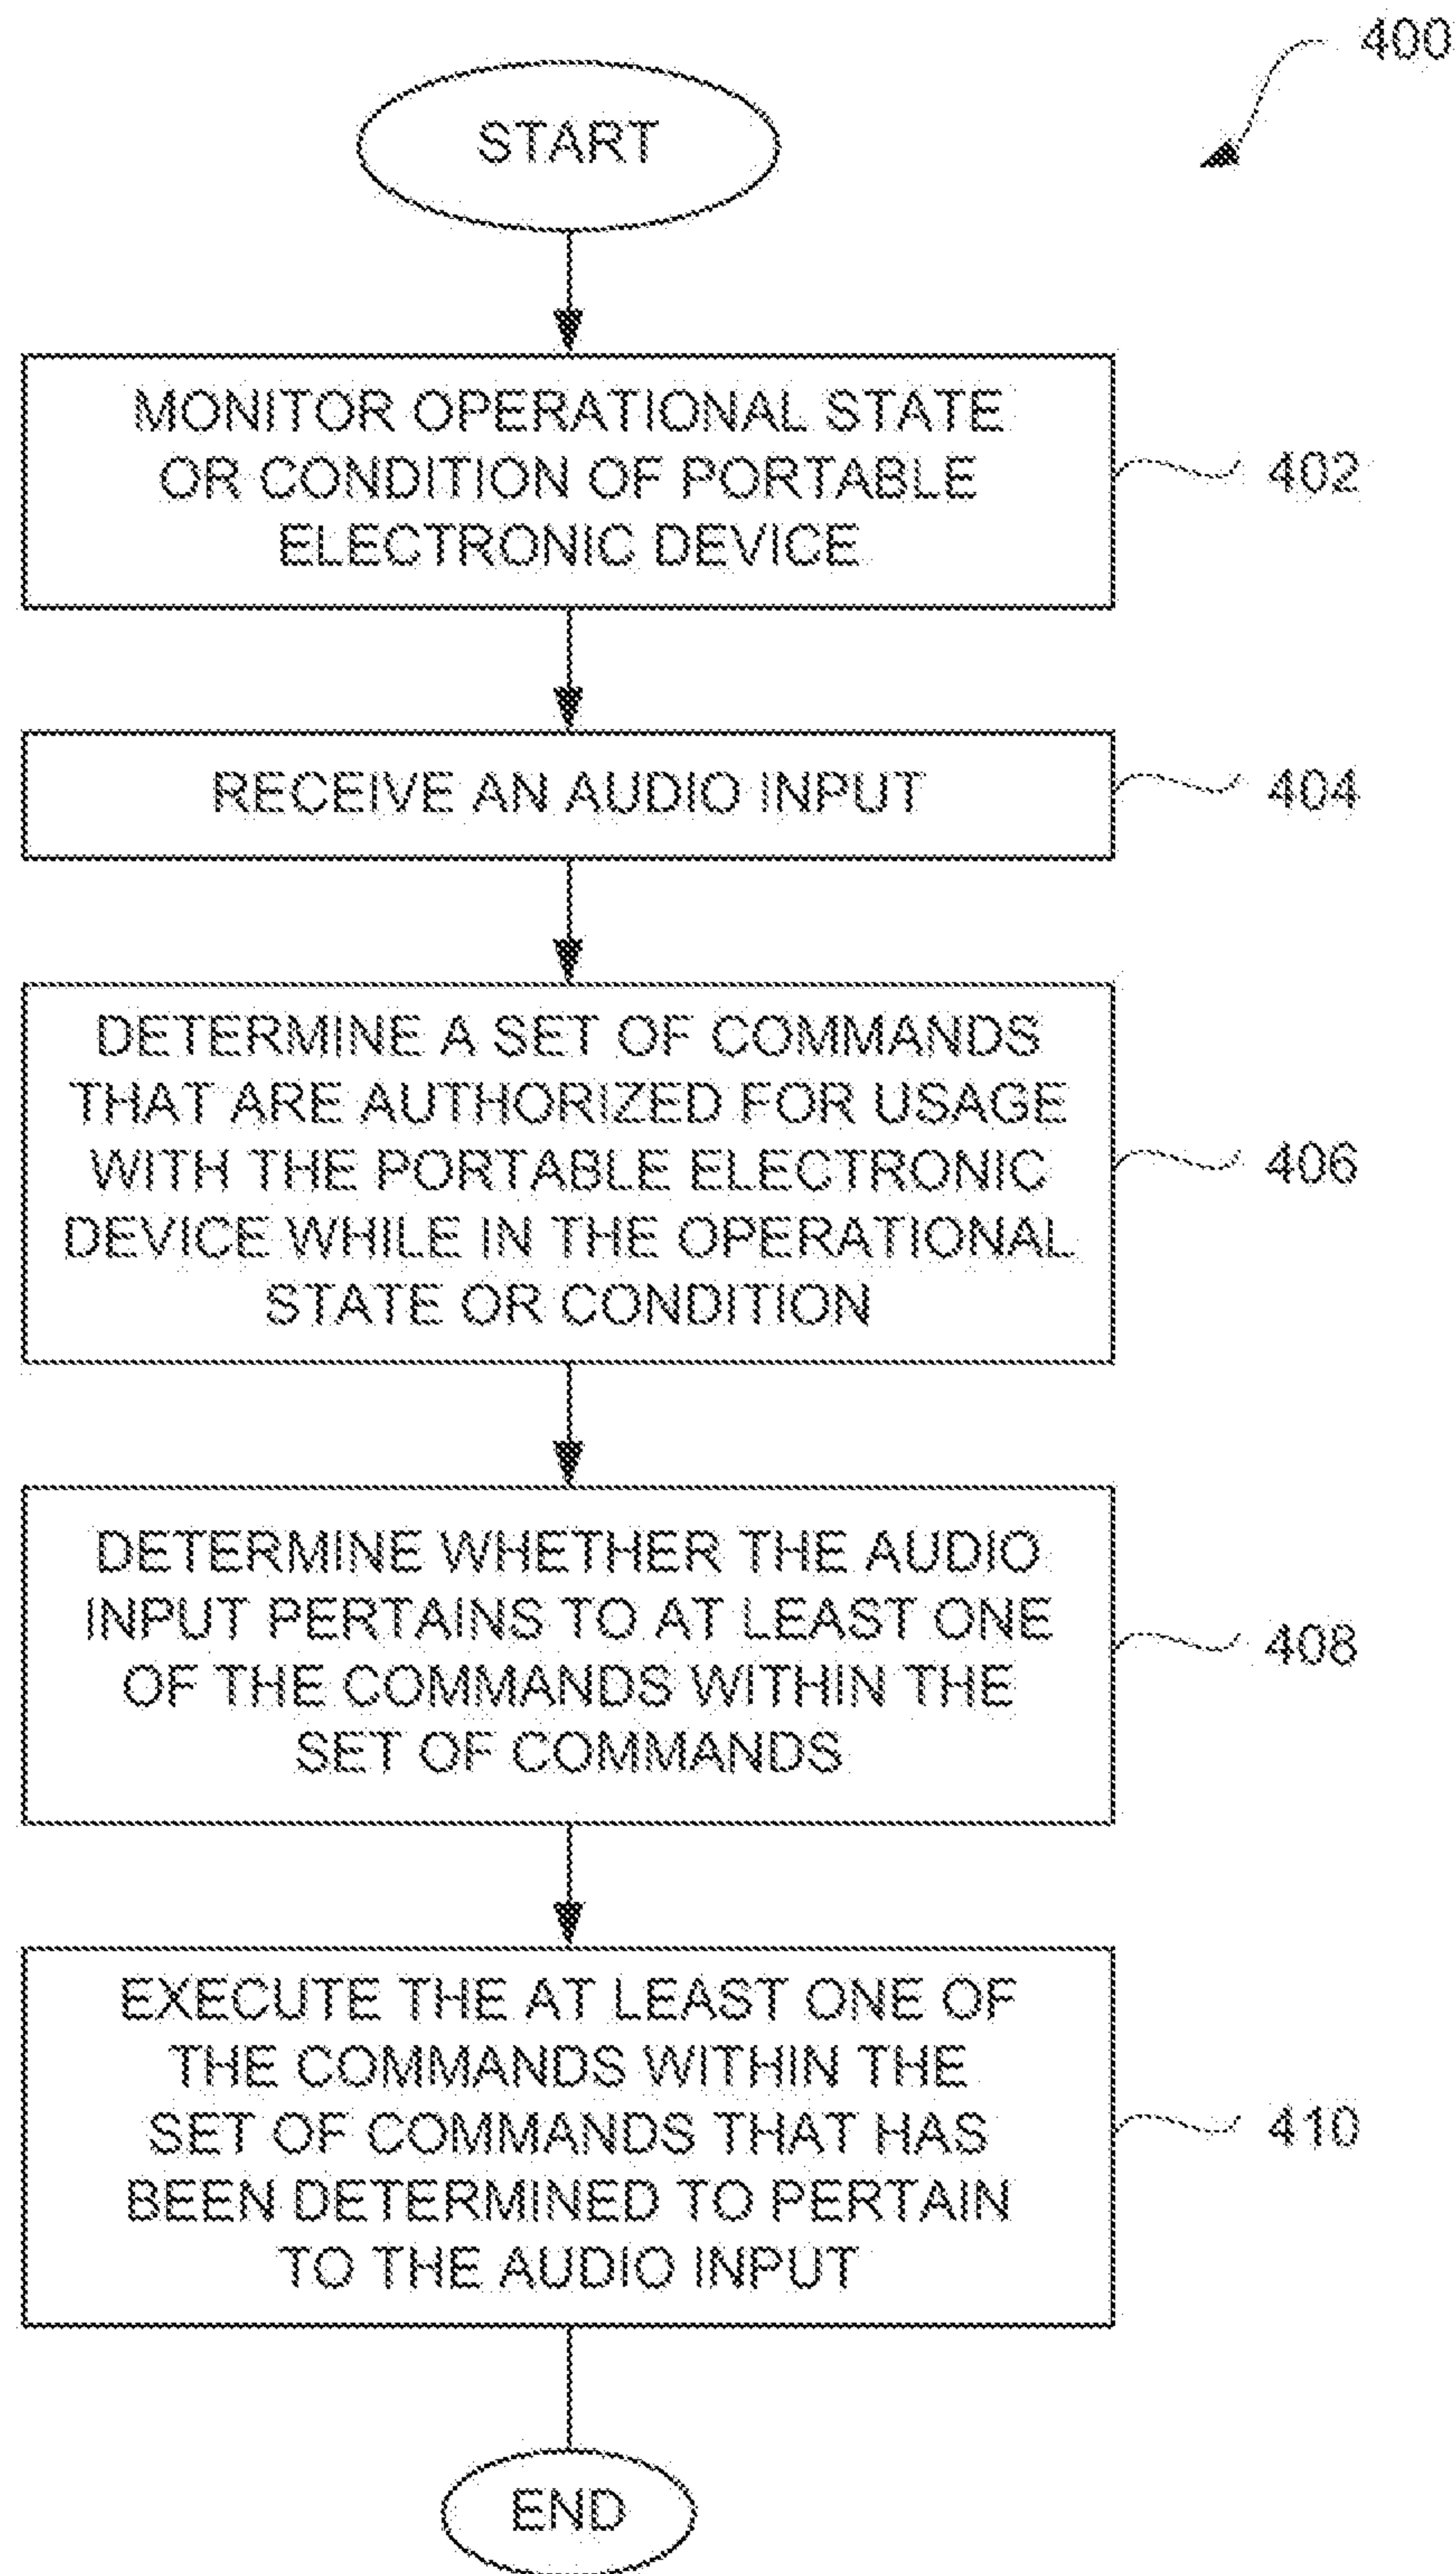 400
START
MONITOR OPERATIONAL STATE
OR CONDITION OF PORTABLE
ELECTRONIC DEVICE
402
RECEIVE AN AUDIO INPUT
404
DETERMINE A SET OF COMMANDS
THAT ARE AUTHORIZED FOR USAGE
WITH THE PORTABLE ELECTRONIC
DEVICE WHILE IN THE OPERATIONAL
STATE OR CONDITION
406
DETERMINE WHETHER THE AUDIO
INPUT PERTAINS TO AT LEAST ONE
OF THE COMMANDS WITHIN THE
SET OF COMMANDS
408
EXECUTE THE AT LEAST ONE OF
THE COMMANDS WITHIN THE
SET OF COMMANDS THAT HAS
BEEN DETERMINED TO PERTAIN
TO THE AUDIO INPUT
410
END